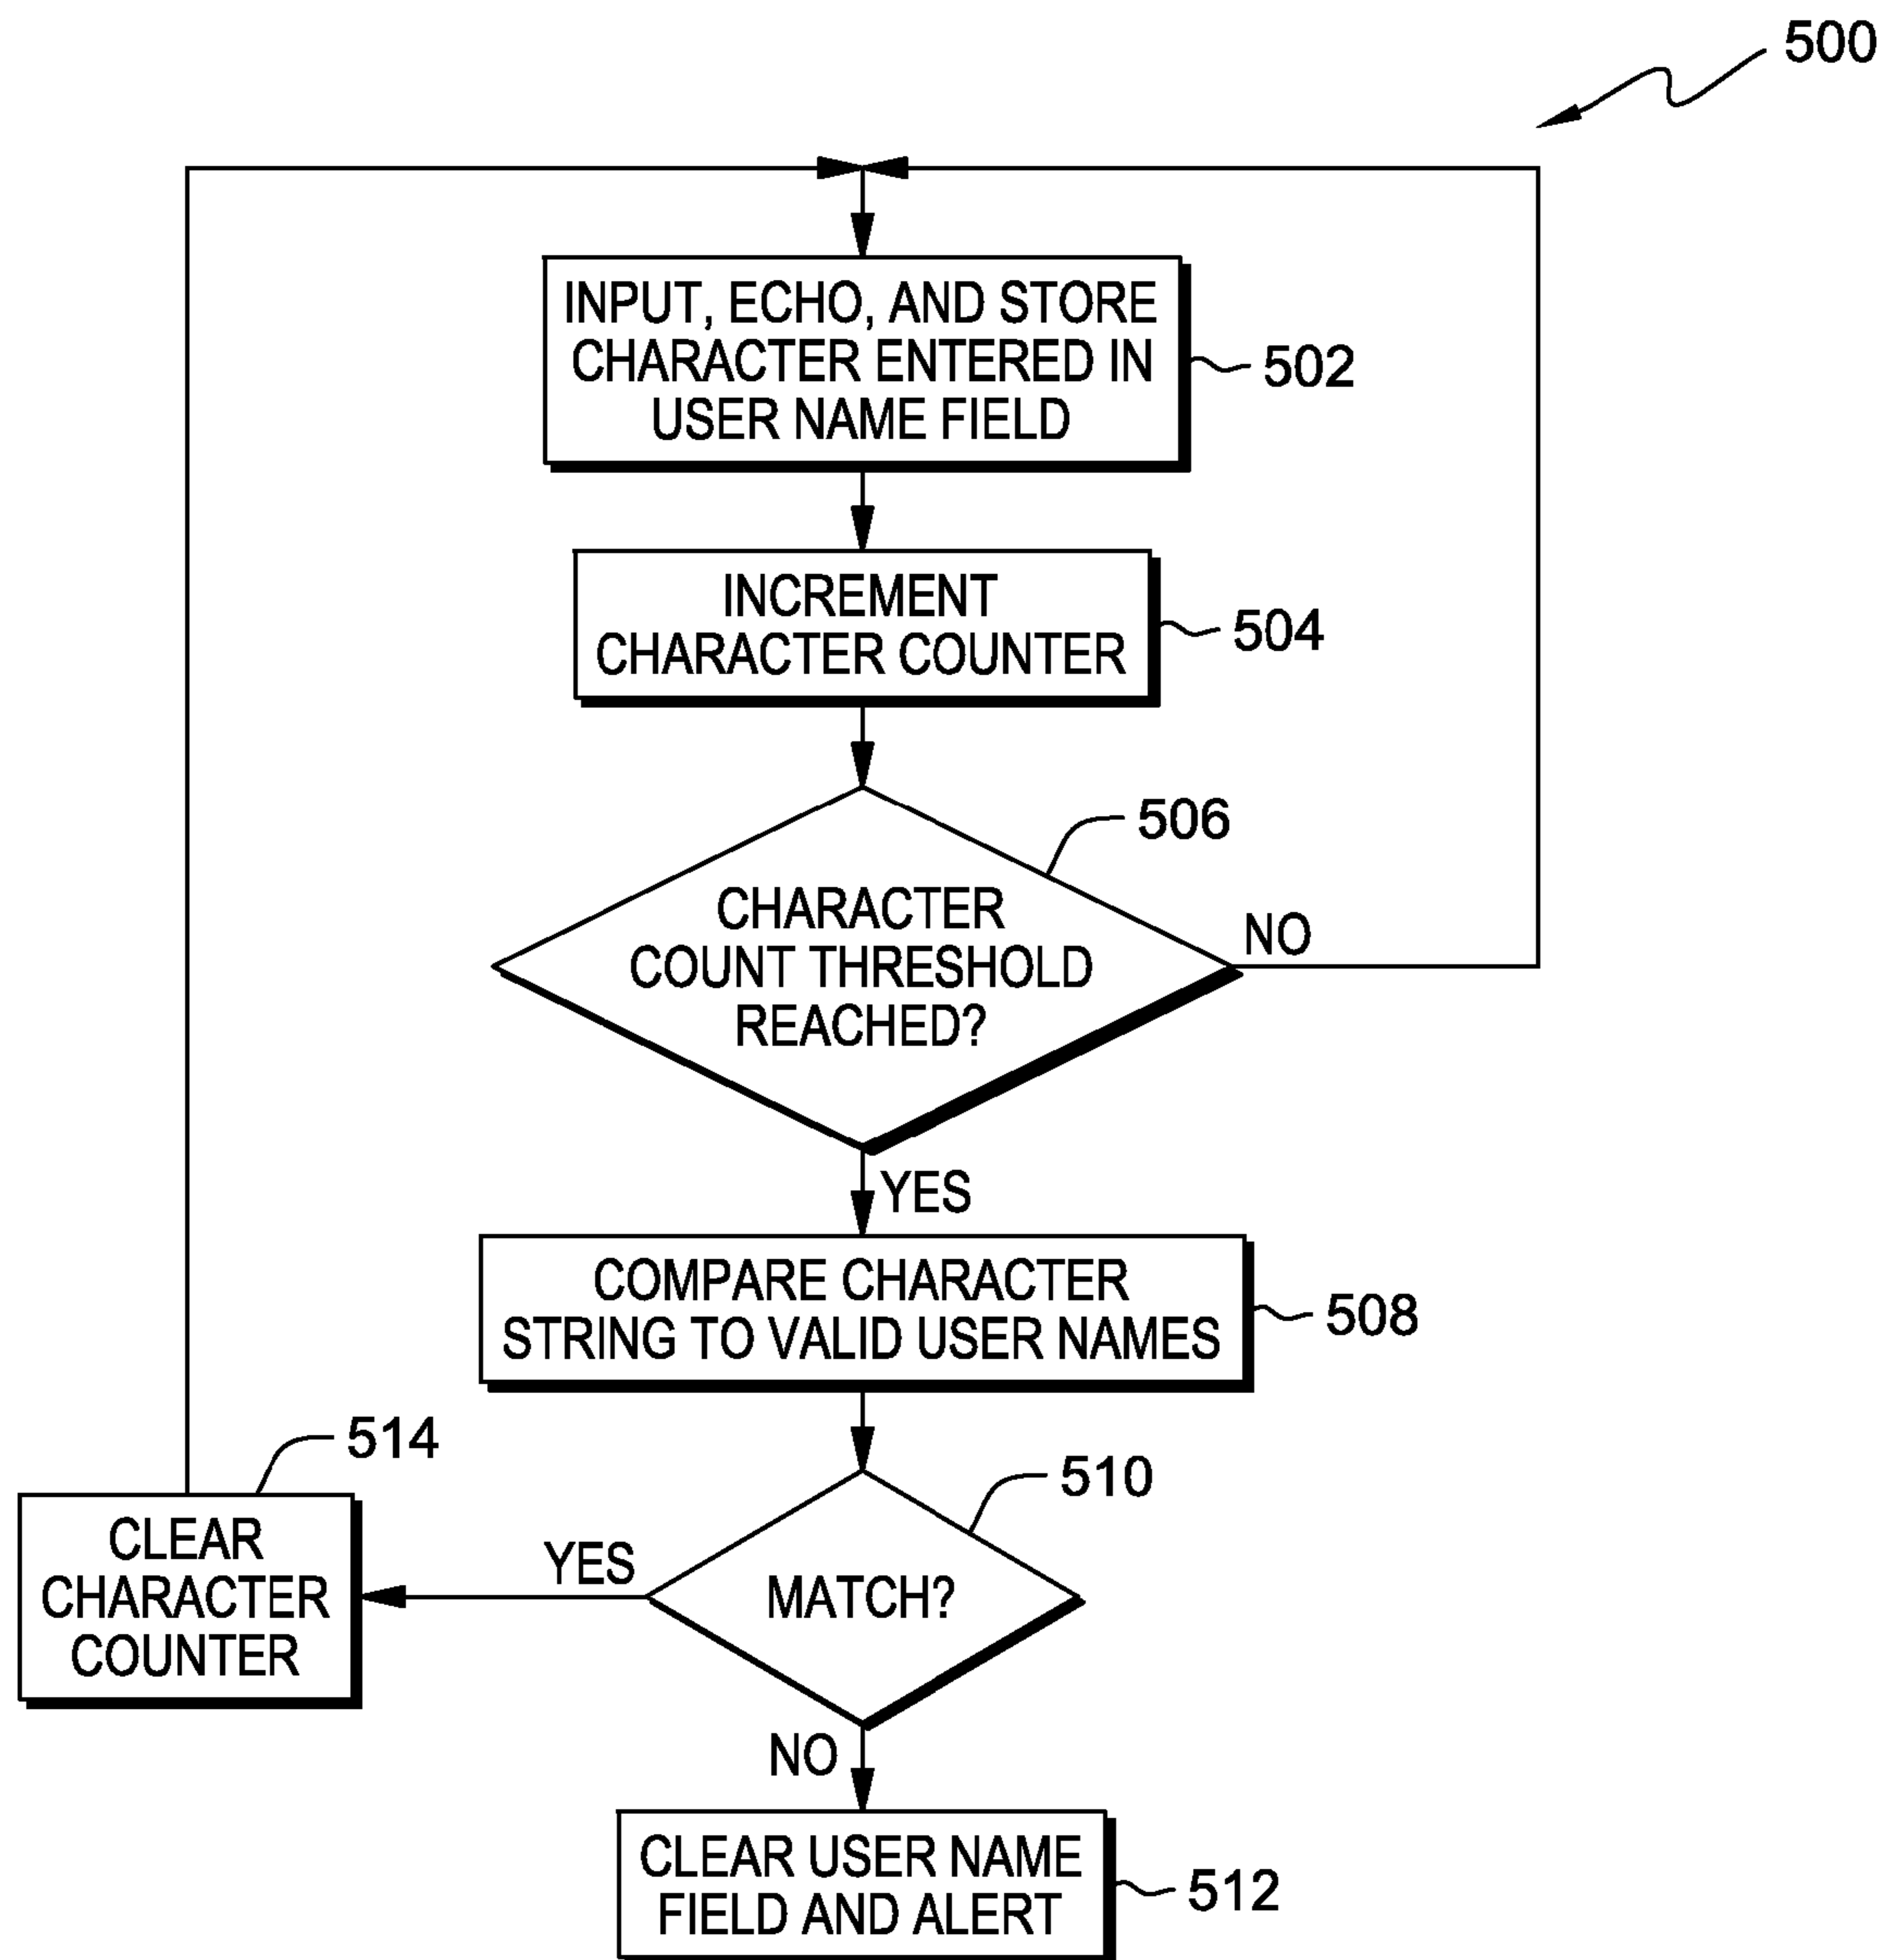 500
INPUT, ECHO, AND STORE
CHARACTER ENTERED IN
USER NAME FIELD
502
INCREMENT
CHARACTER COUNTER
504
506
CHARACTER
COUNT THRESHOLD
REACHED?
NO
YES
COMPARE CHARACTER
STRING TO VALID USER NAMES
508
514
CLEAR
CHARACTER
COUNTER
YES
510
MATCH?
NO
CLEAR USER NAME
FIELD AND ALERT
512